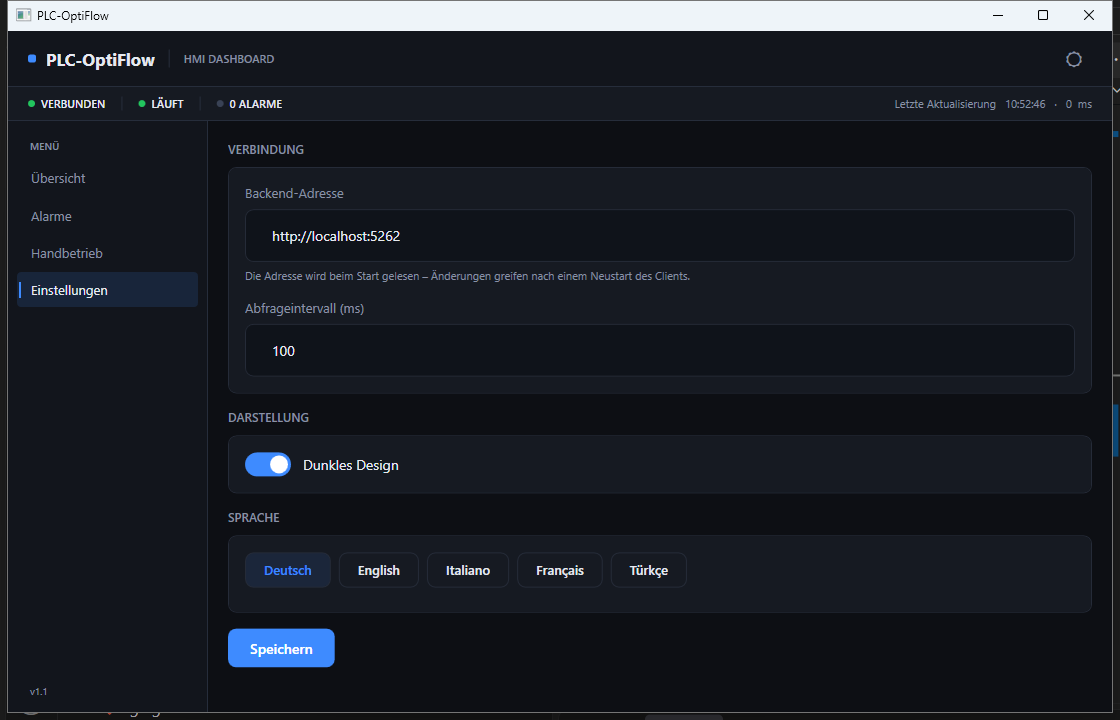 PLC-OptiFlow
PLC-OptiFlow HMI DASHBOARD
VERBUNDEN LÄUFT 0 ALARME Letzte Aktualisierung 10:52:46 · 0 ms
MENÜ
Übersicht
Alarme
Handbetrieb
Einstellungen
v1.1
VERBINDUNG
Backend-Adresse
http://localhost:5262
Die Adresse wird beim Start gelesen – Änderungen greifen nach einem Neustart des Clients.
Abfrageintervall (ms)
100
DARSTELLUNG
Dunkles Design
SPRACHE
Deutsch English Italiano Français Türkçe
Speichern